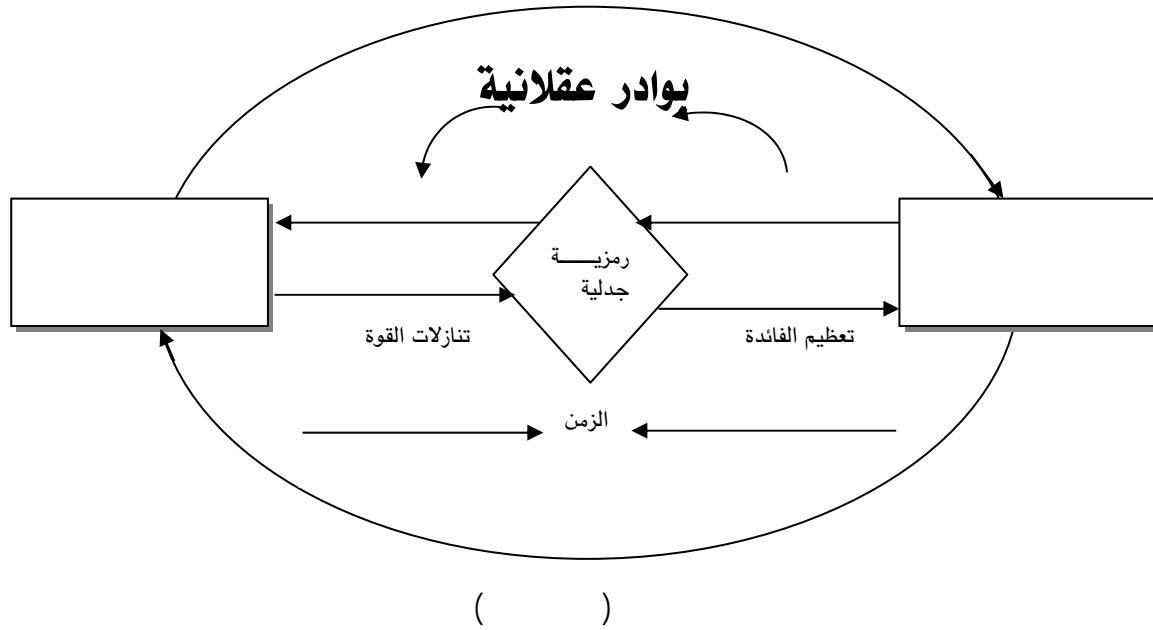 بوادر عقلانية
رمزيـــــة
جدلية
تعظيم الفائدة
تنازلات القوة
الزمن
( )